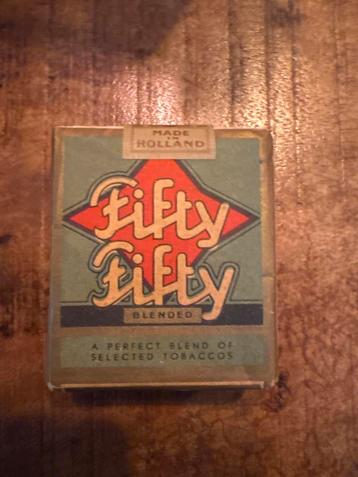 MADE
IN
HOLLAND
Fifty
Fifty
BLENDED
A PERFECT BLEND OF
SELECTED TOBACCOS